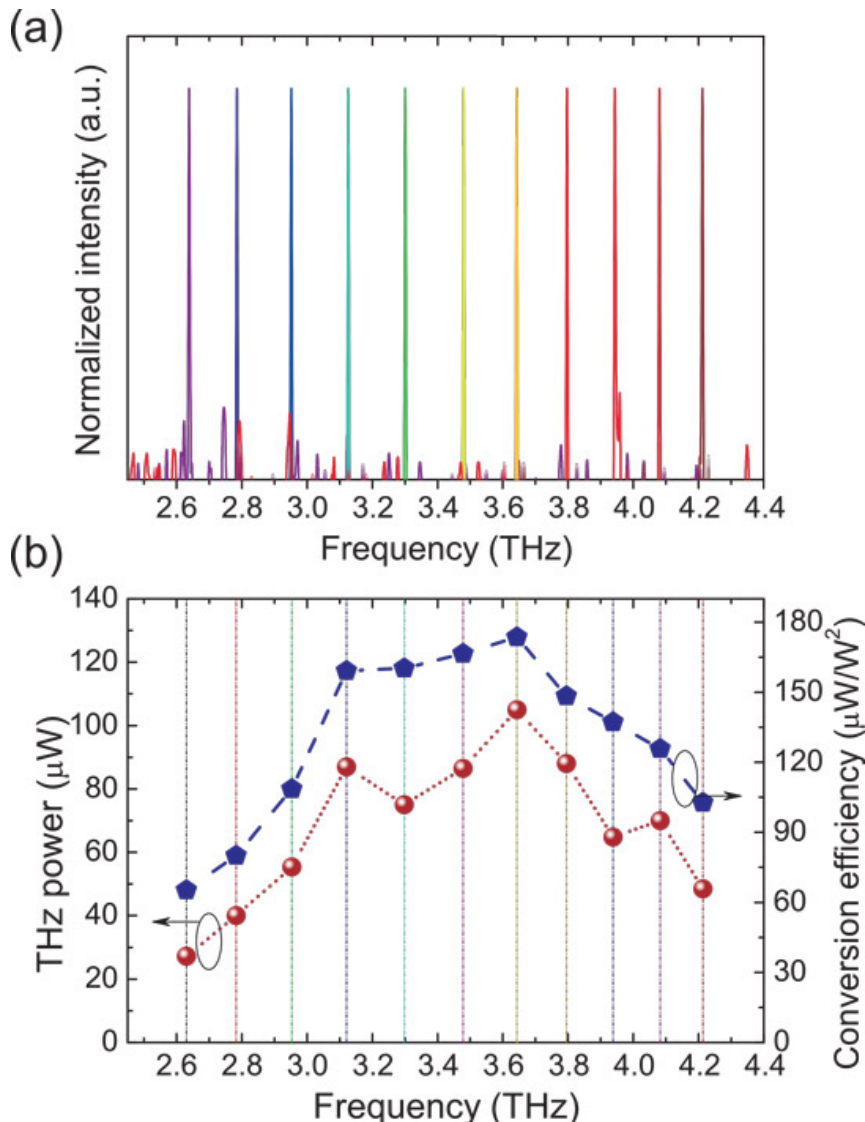 (a)
Normalized intensity (a.u.)
2.6 2.8 3.0 3.2 3.4 3.6 3.8 4.0 4.2 4.4
Frequency (THz)
(b)
THz power (μW)
140
120
100
80
60
40
20
0
180
150
120
90
60
30
0
Conversion efficiency (μW/W²)
2.6 2.8 3.0 3.2 3.4 3.6 3.8 4.0 4.2 4.4
Frequency (THz)